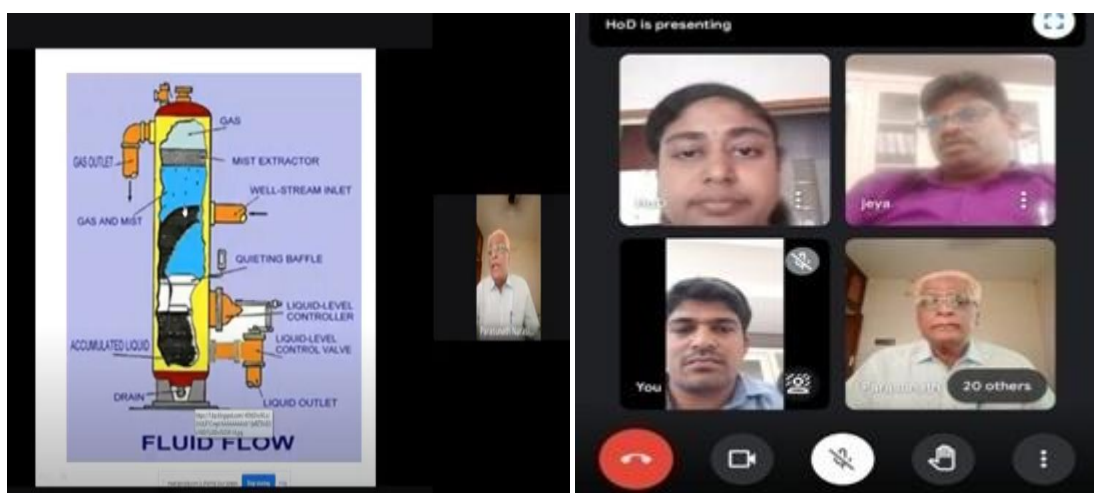 GAS
MIST EXTRACTOR
GAS OUTLET
WELL-STREAM INLET
GAS AND MIST
QUIETING BAFFLE
LIQUID-LEVEL
CONTROLLER
LIQUID-LEVEL
CONTROL VALVE
ACCUMULATED LIQUID
DRAIN
LIQUID OUTLET
FLUID FLOW
HoD is presenting
HoD
jeya
You
20 others